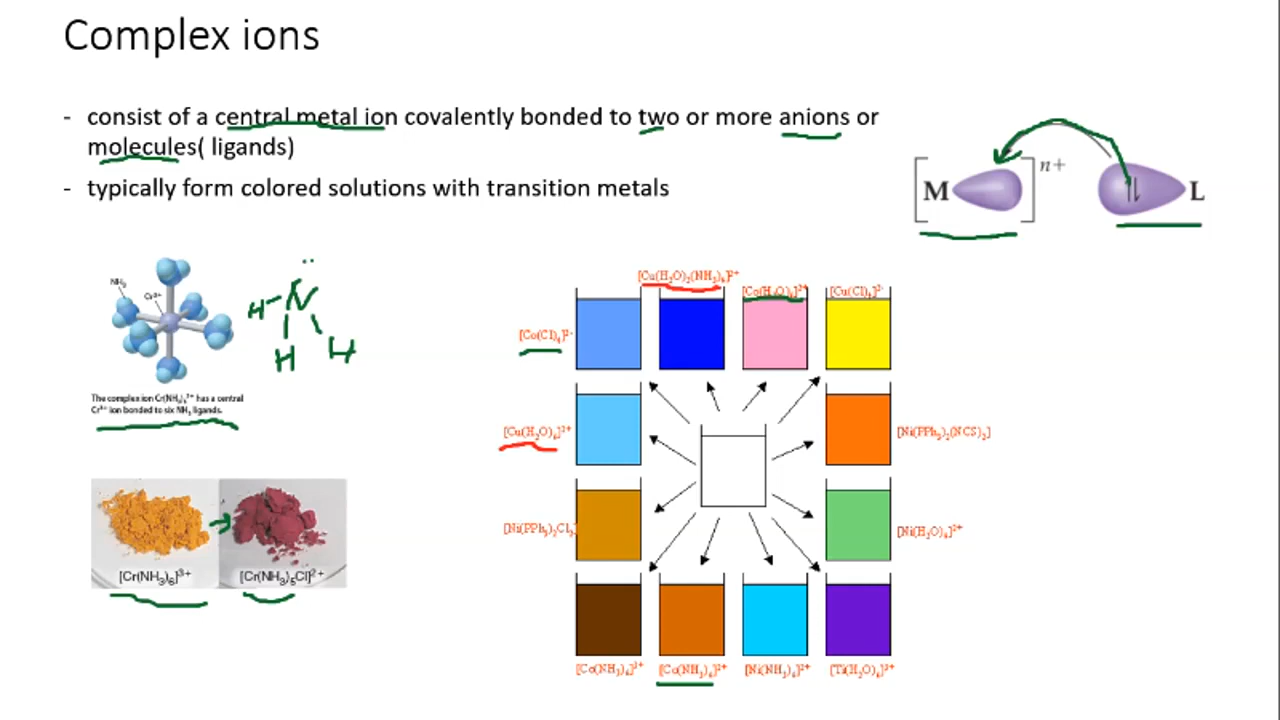 Complex ions
- consist of a central metal ion covalently bonded to two or more anions or
molecules( ligands)
- typically form colored solutions with transition metals
[M]n+
L
NH3
Cr3+
H-N̈
H
H
The complex ion Cr(NH3)63+ has a central
Cr3+ ion bonded to six NH3 ligands.
[Cr(NH3)6]3+
[Cr(NH3)5Cl]2+
[Cu(H2O)2(NH3)4]2+
[Co(H2O)6]2+
[Cu(Cl)4]2-
[Co(Cl)4]2-
[Cu(H2O)6]2+
[Ni(PPh3)2(NCS)2]
[Ni(PPh3)2Cl2
[Ni(H2O)6]2+
[Co(NH3)6]2+
[Ni(NH3)6]2+
[Ti(H2O)6]3+